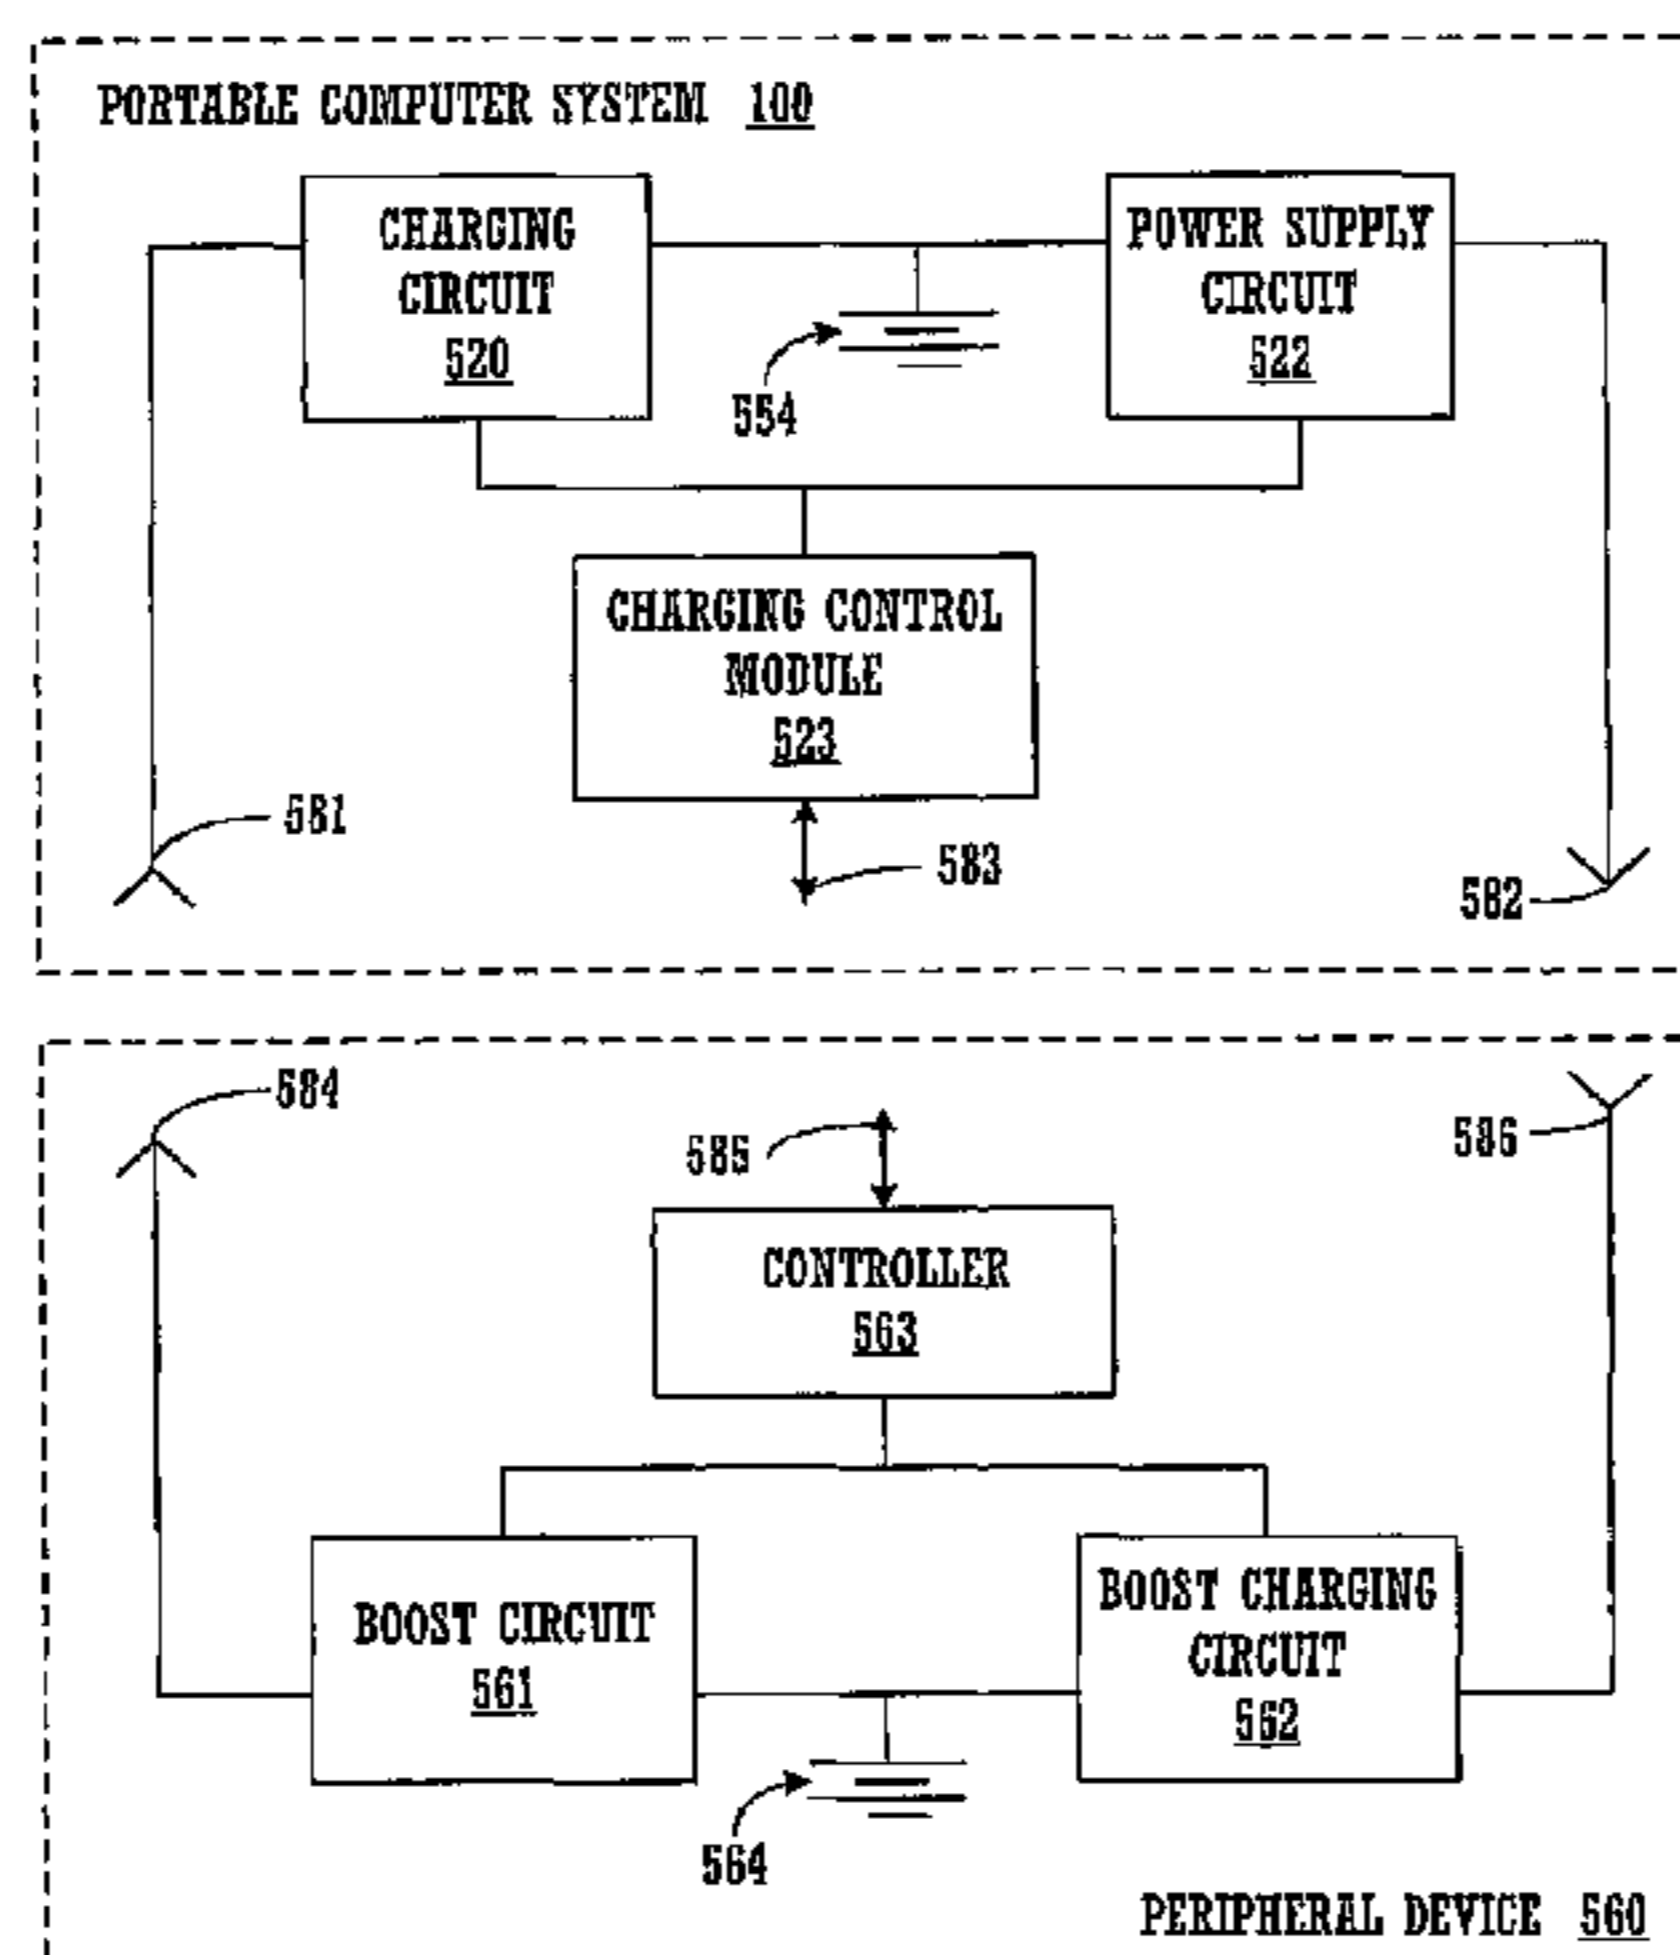 PORTABLE COMPUTER SYSTEM 100
CHARGING
CIRCUIT
520
POWER SUPPLY
CIRCUIT
522
554
CHARGING CONTROL
MODULE
523
581
583
582
584
585
586
CONTROLLER
563
BOOST CIRCUIT
561
BOOST CHARGING
CIRCUIT
562
564
PERIPHERAL DEVICE 560